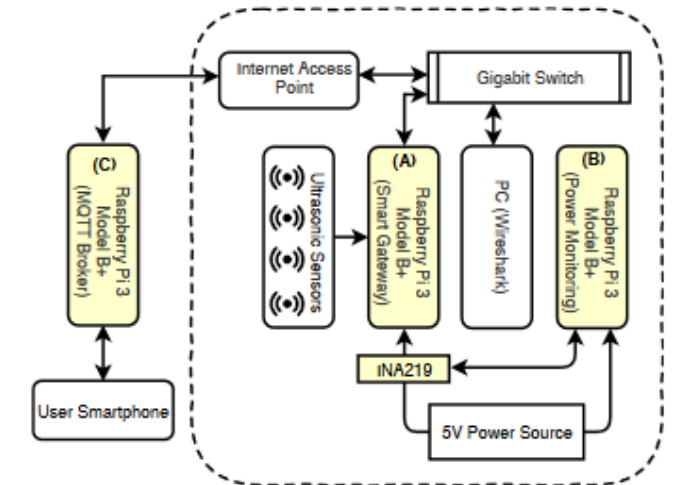 Internet Access
Point
Gigabit Switch
(C)
Raspberry Pi 3
Model B+
(MQTT Broker)
Ultrasonic Sensors
(A)
Raspberry Pi 3
Model B+
(Smart Gateway)
PC (Wireshark)
(B)
Raspberry Pi 3
Model B+
(Power Monitoring)
INA219
User Smartphone
5V Power Source